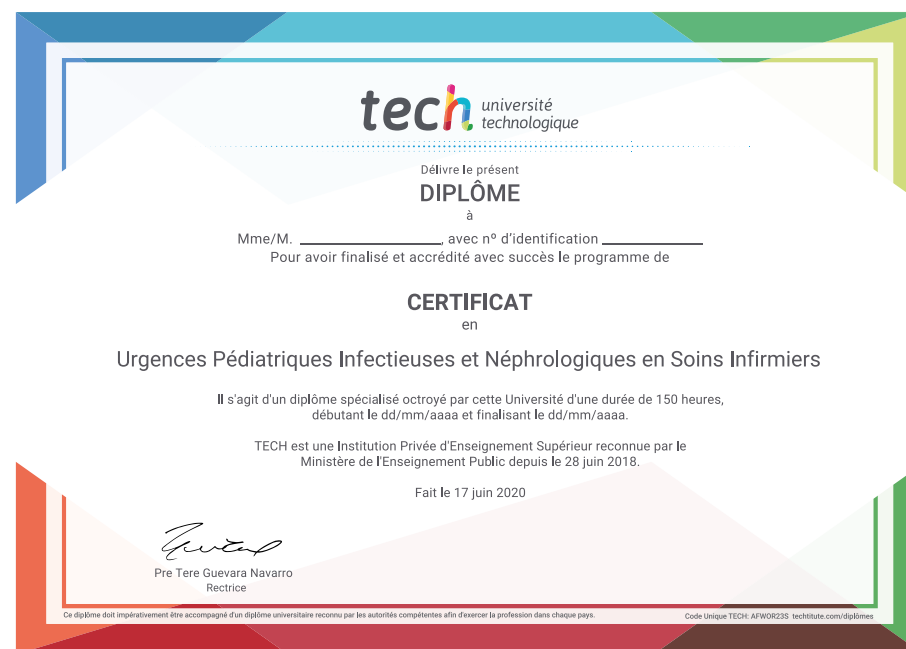 tech université
technologique
Délivre le présent
DIPLÔME
à
Mme/M. ____________________, avec nº d'identification ______________
Pour avoir finalisé et accrédité avec succès le programme de
CERTIFICAT
en
Urgences Pédiatriques Infectieuses et Néphrologiques en Soins Infirmiers
Il s'agit d'un diplôme spécialisé octroyé par cette Université d'une durée de 150 heures,
débutant le dd/mm/aaaa et finalisant le dd/mm/aaaa.
TECH est une Institution Privée d'Enseignement Supérieur reconnue par le
Ministère de l'Enseignement Public depuis le 28 juin 2018.
Fait le 17 juin 2020
Pre Tere Guevara Navarro
Rectrice
Ce diplôme doit impérativement être accompagné d'un diplôme universitaire reconnu par les autorités compétentes afin d'exercer la profession dans chaque pays.
Code Unique TECH: AFWOR23S techtitute.com/diplômes